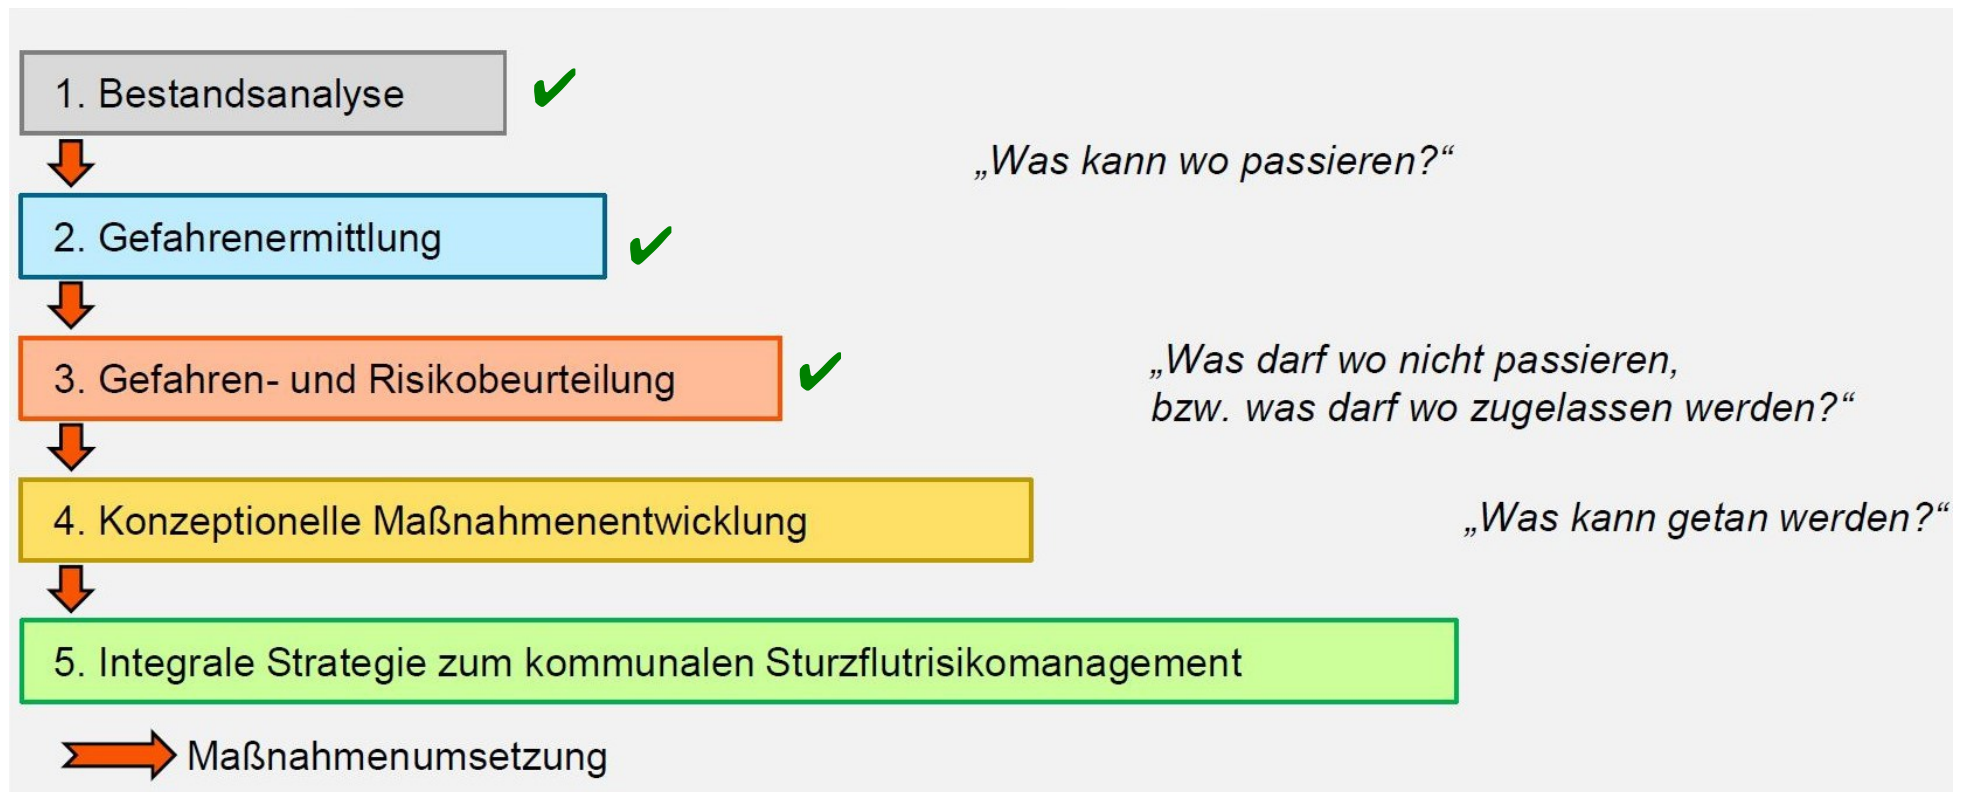 1. Bestandsanalyse
„Was kann wo passieren?“
2. Gefahrenermittlung
3. Gefahren- und Risikobeurteilung
„Was darf wo nicht passieren,
bzw. was darf wo zugelassen werden?“
4. Konzeptionelle Maßnahmenentwicklung
„Was kann getan werden?“
5. Integrale Strategie zum kommunalen Sturzflutrisikomanagement
Maßnahmenumsetzung